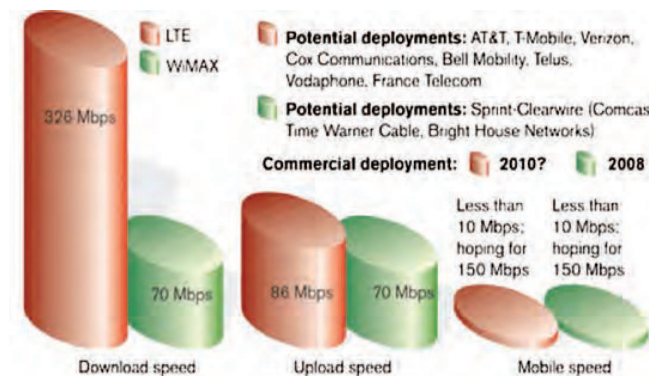 LTE
WiMAX
Potential deployments: AT&T, T-Mobile, Verizon,
Cox Communications, Bell Mobility, Telus,
Vodaphone, France Telecom
Potential deployments: Sprint-Clearwire (Comcas
Time Warner Cable, Bright House Networks)
Commercial deployment: 2010? 2008
326 Mbps
70 Mbps
Download speed
86 Mbps
70 Mbps
Upload speed
Less than
10 Mbps;
hoping for
150 Mbps
Less than
10 Mbps;
hoping for
150 Mbps
Mobile speed